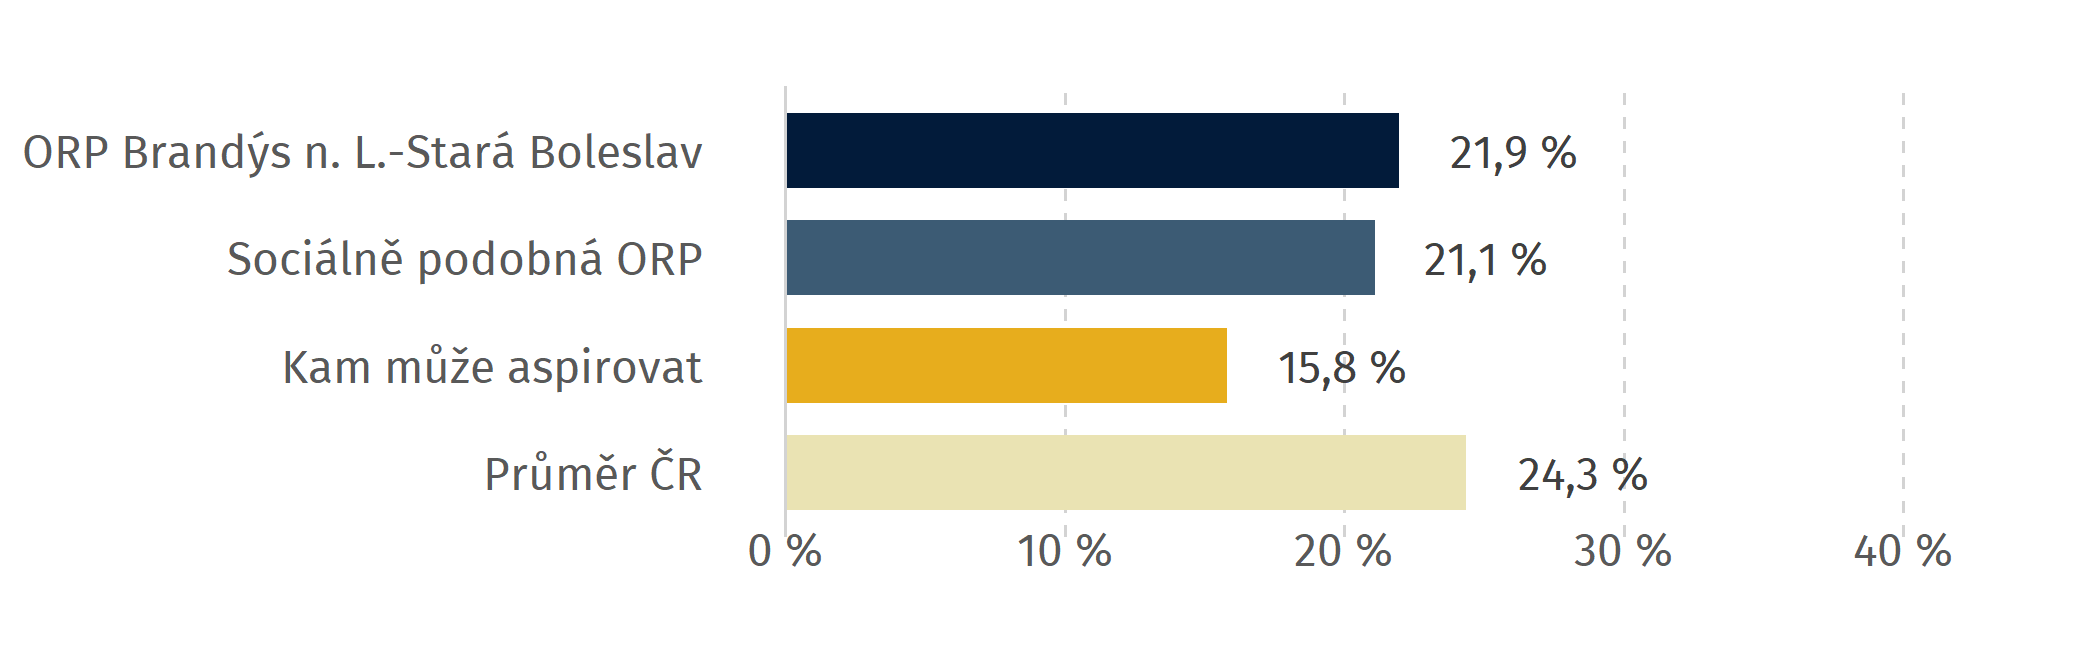 ORP Brandýs n. L.-Stará Boleslav 21,9 %
Sociálně podobná ORP 21,1 %
Kam může aspirovat 15,8 %
Průměr ČR 24,3 %
0 % 10 % 20 % 30 % 40 %